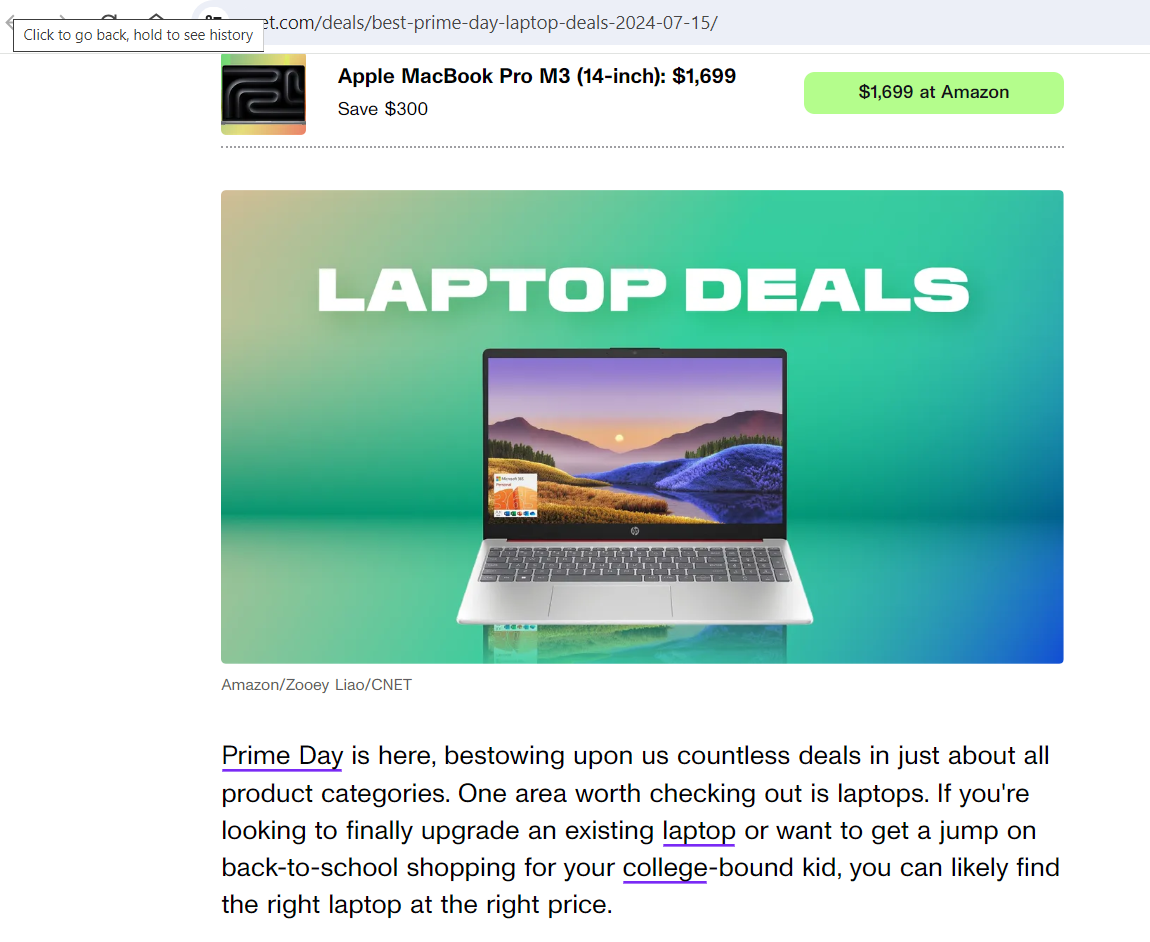 et.com/deals/best-prime-day-laptop-deals-2024-07-15/
Click to go back, hold to see history
Apple MacBook Pro M3 (14-inch): $1,699
Save $300
$1,699 at Amazon
LAPTOP DEALS
Microsoft 365
Personal
hp
Amazon/Zooey Liao/CNET
Prime Day is here, bestowing upon us countless deals in just about all
product categories. One area worth checking out is laptops. If you're
looking to finally upgrade an existing laptop or want to get a jump on
back-to-school shopping for your college-bound kid, you can likely find
the right laptop at the right price.